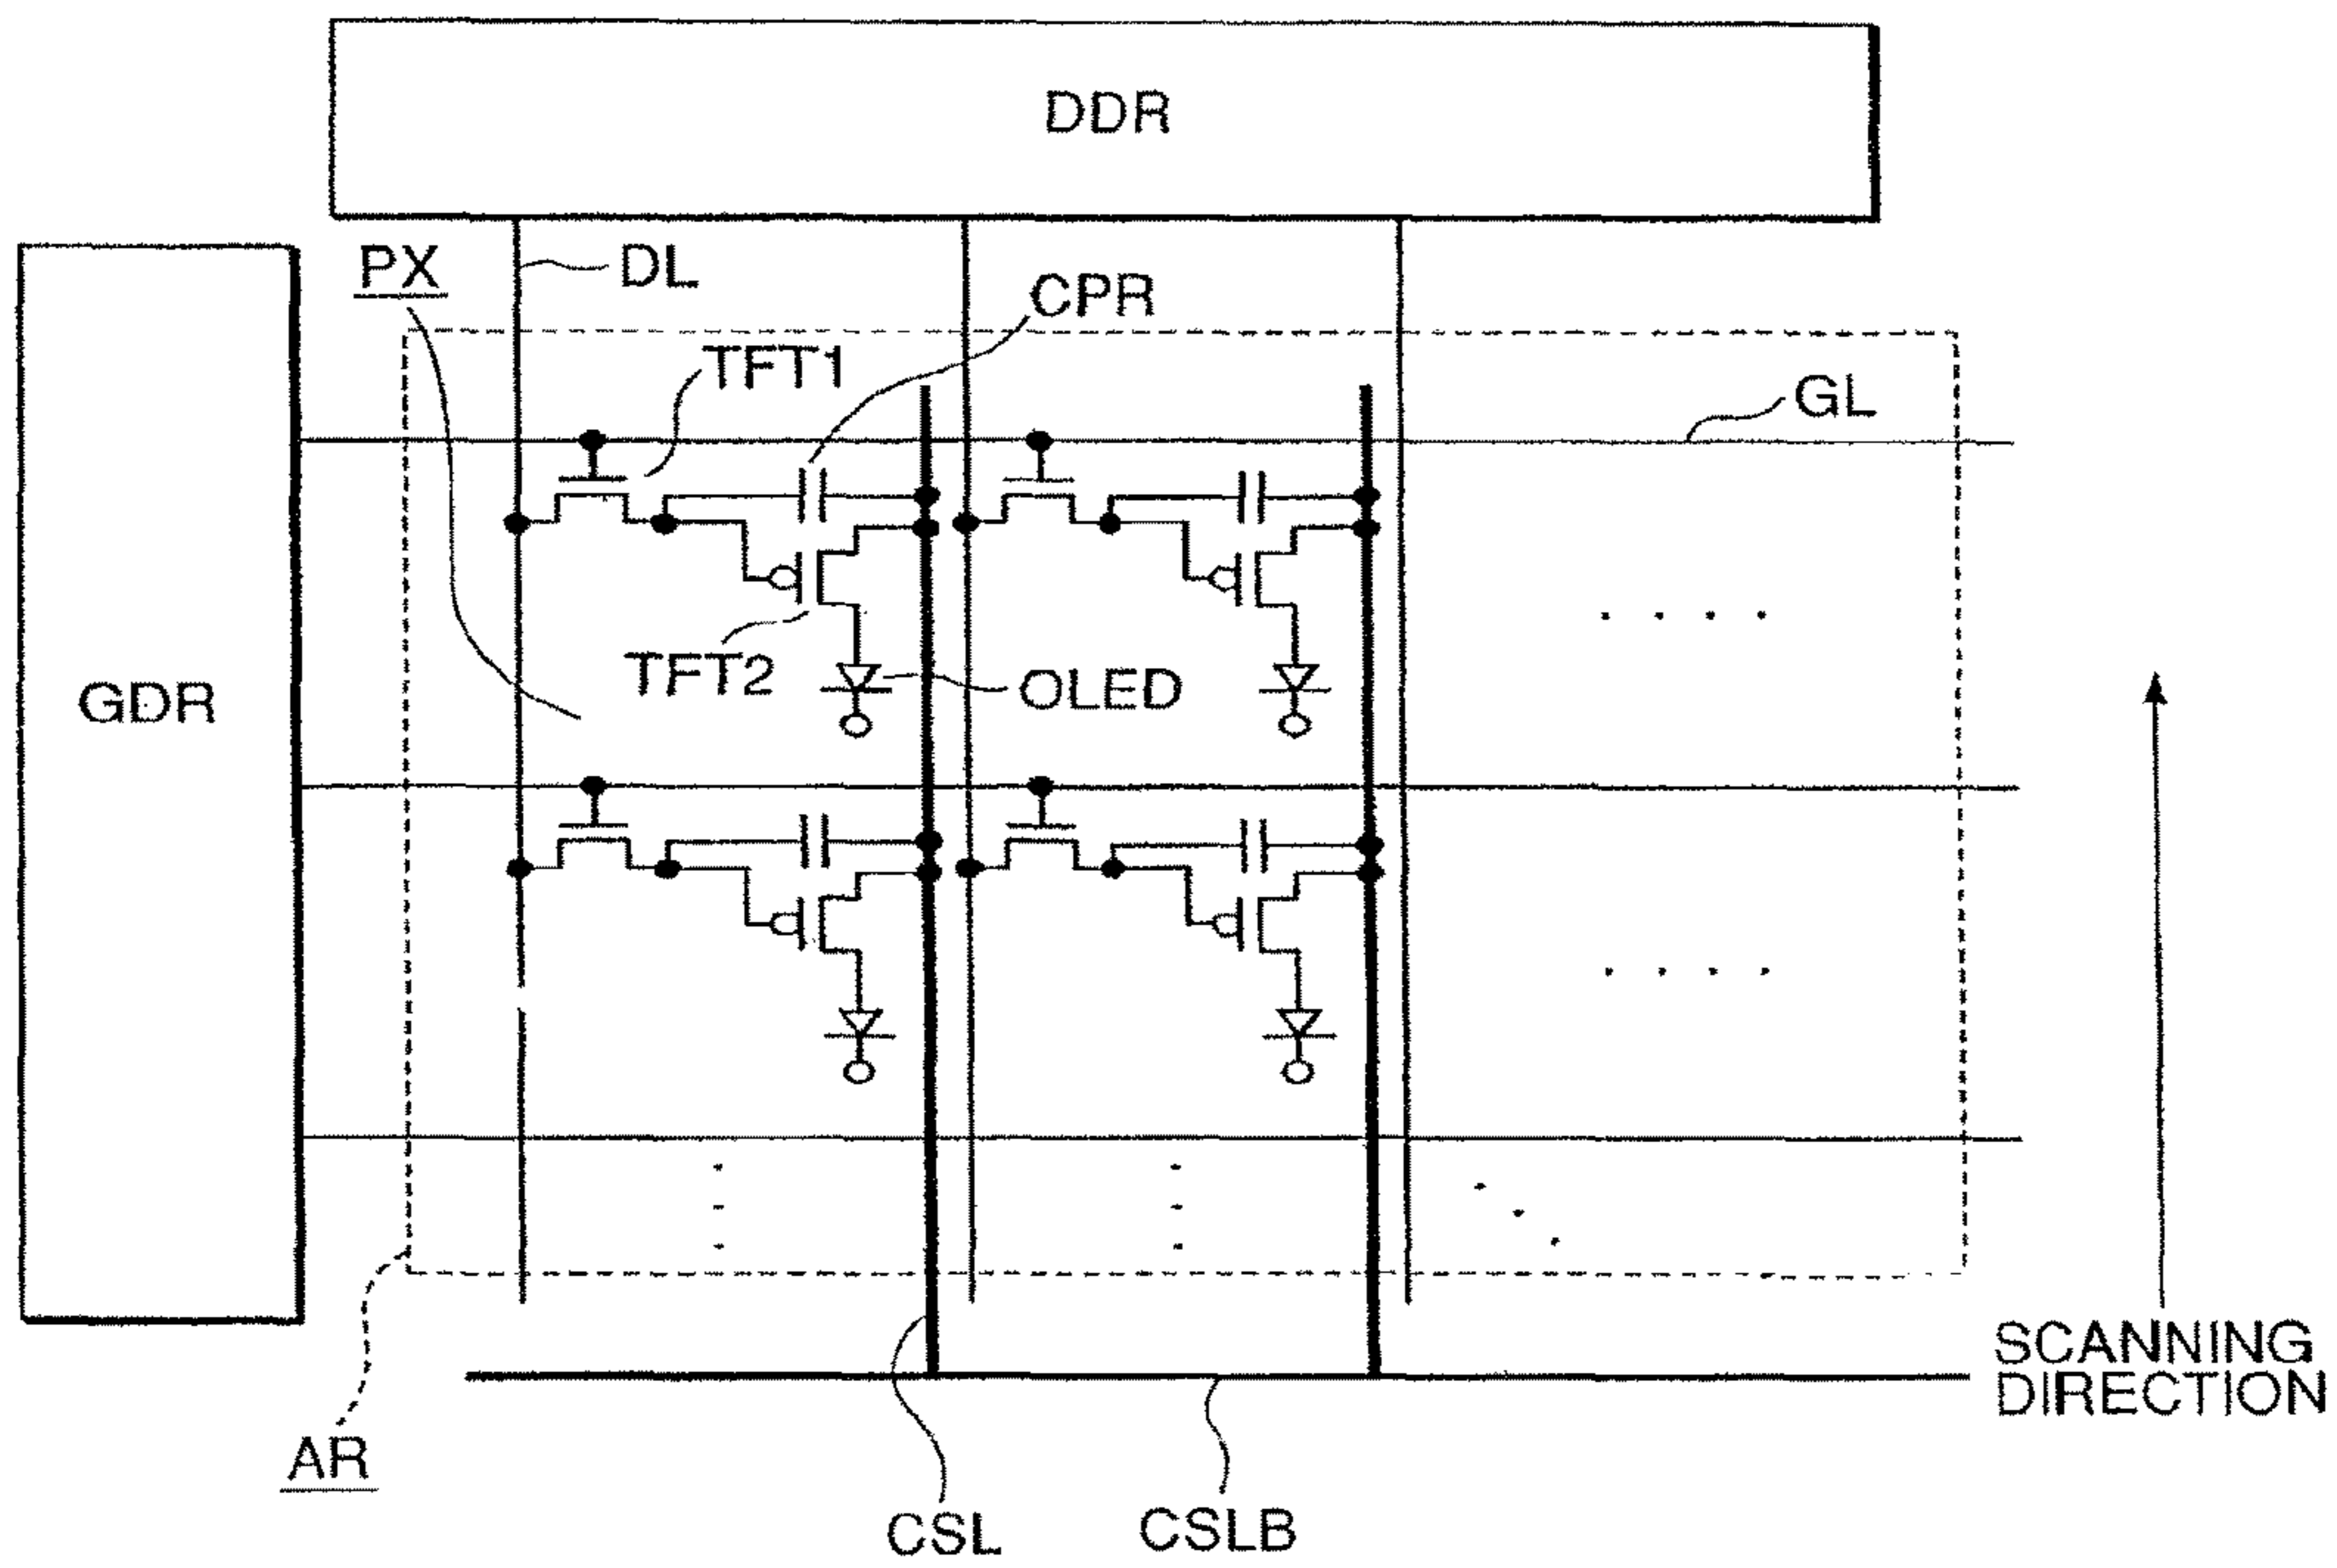 DDR
PX
DL
CPR
TFT1
GL
TFT2
OLED
GDR
SCANNING
DIRECTION
AR
CSL
CSLB